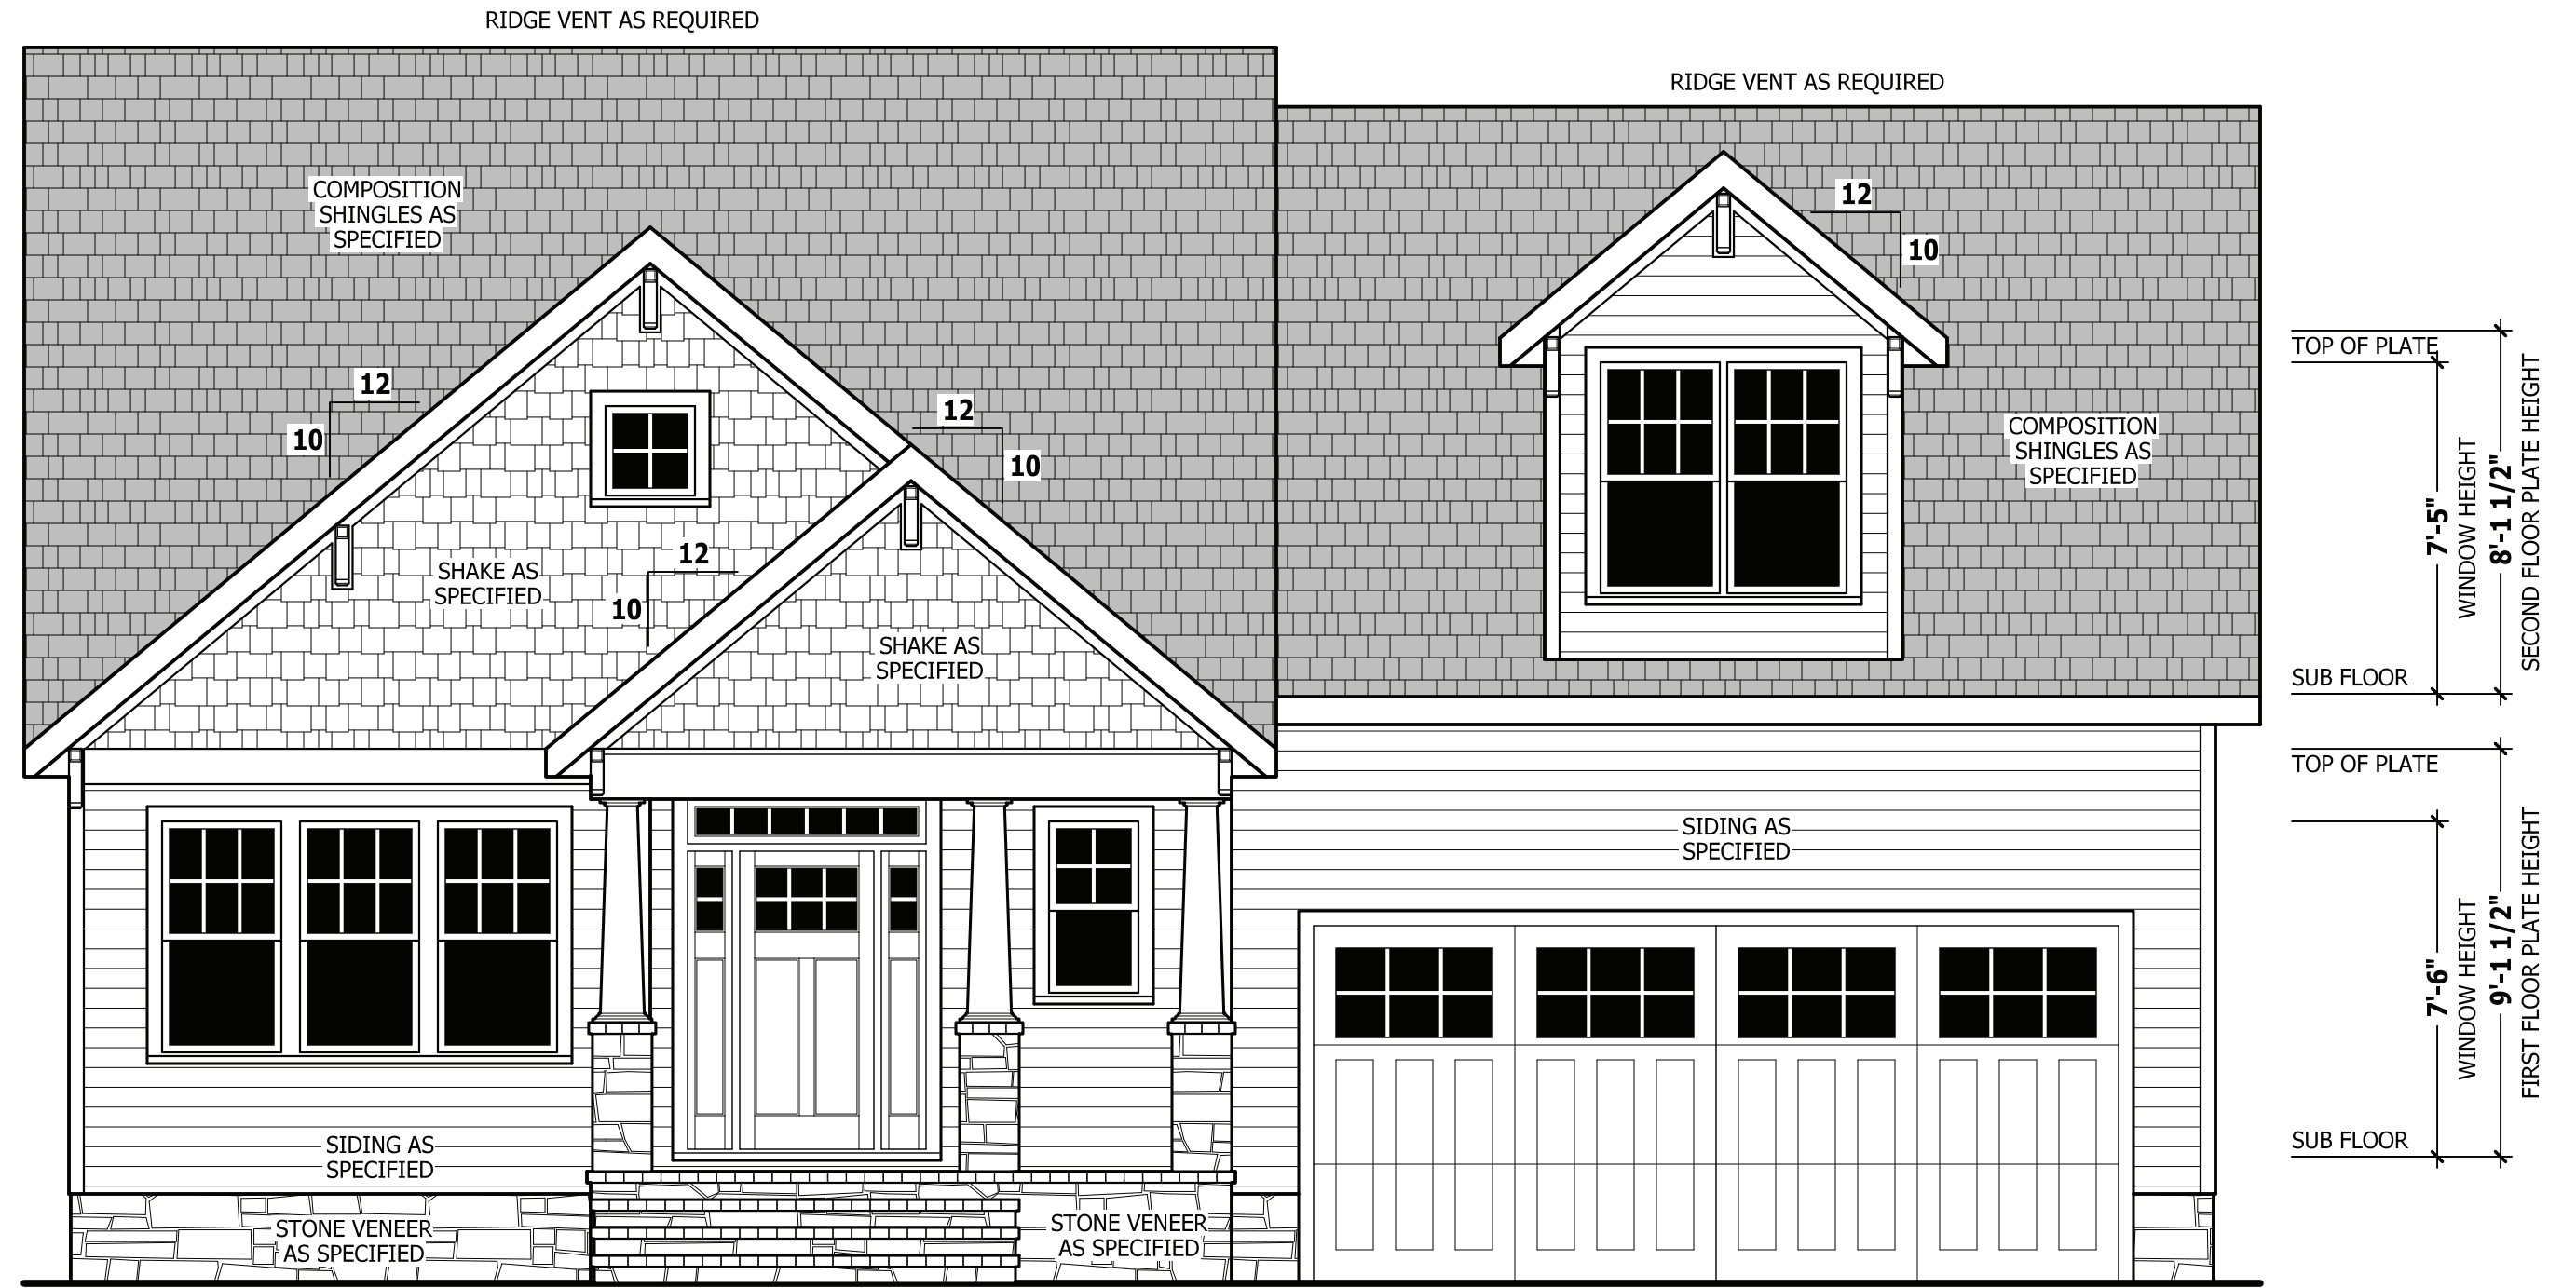 RIDGE VENT AS REQUIRED
RIDGE VENT AS REQUIRED
COMPOSITION
SHINGLES AS
SPECIFIED
12
10
12
10
12
10
12
10
SHAKE AS
SPECIFIED
SHAKE AS
SPECIFIED
COMPOSITION
SHINGLES AS
SPECIFIED
TOP OF PLATE
7'-5"
WINDOW HEIGHT
8'-1 1/2"
SECOND FLOOR PLATE HEIGHT
SUB FLOOR
TOP OF PLATE
SIDING AS
SPECIFIED
7'-6"
WINDOW HEIGHT
9'-1 1/2"
FIRST FLOOR PLATE HEIGHT
SUB FLOOR
SIDING AS
SPECIFIED
STONE VENEER
AS SPECIFIED
STONE VENEER
AS SPECIFIED